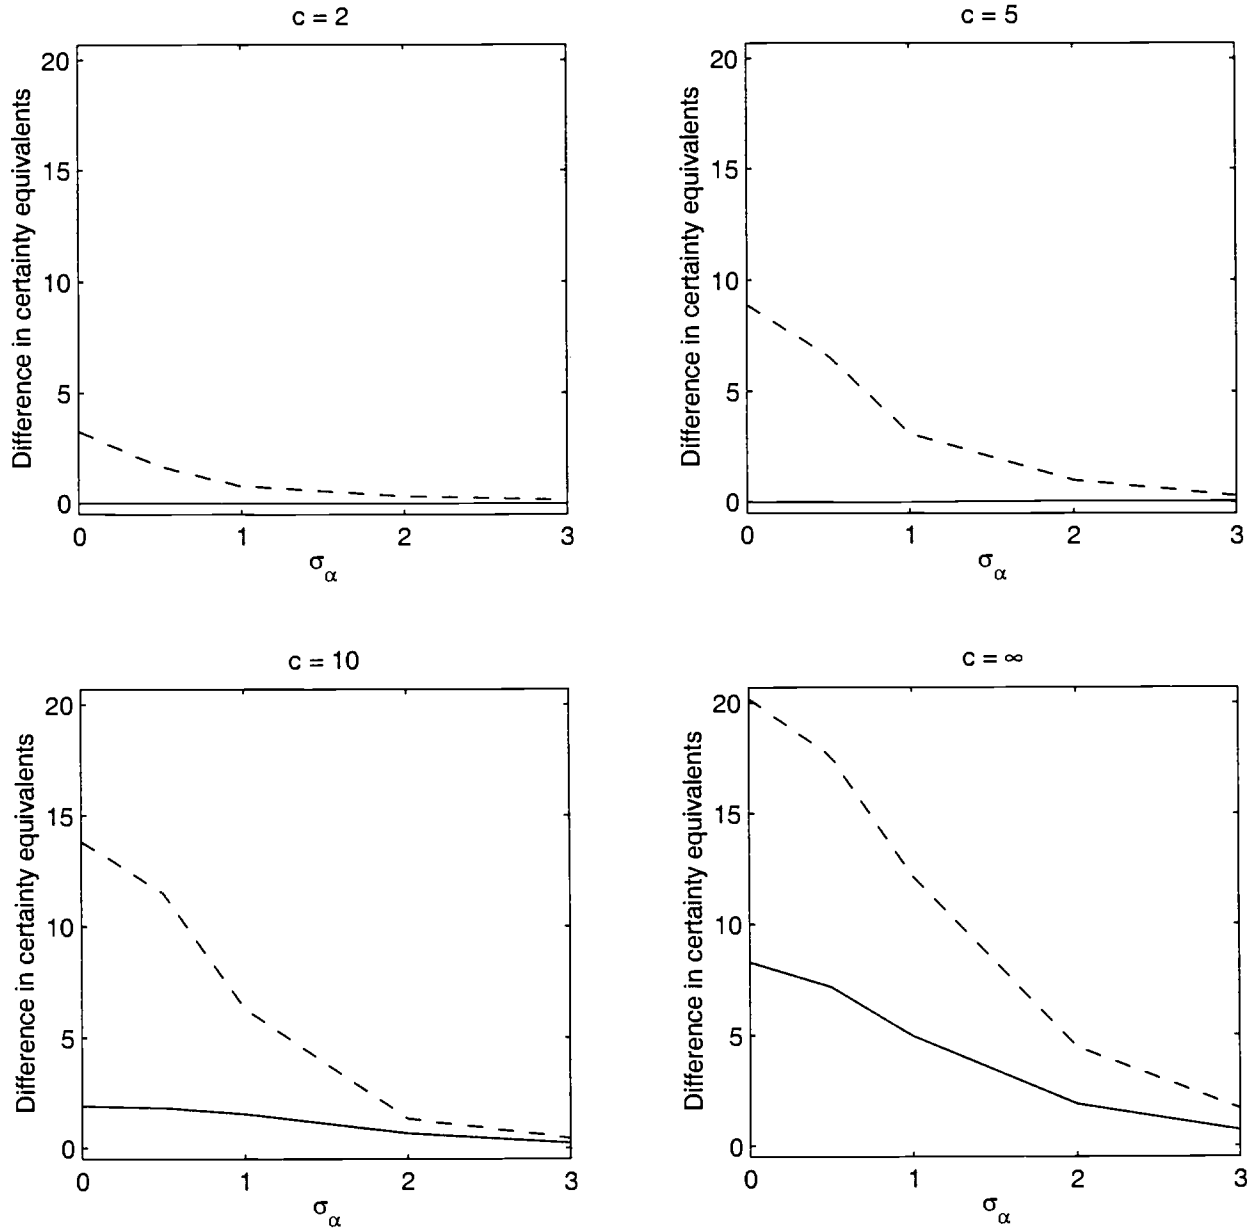 c = 2
Difference in certainty equivalents
20
15
10
5
0
0 1 2 3
σα
c = 5
Difference in certainty equivalents
20
15
10
5
0
0 1 2 3
σα
c = 10
Difference in certainty equivalents
20
15
10
5
0
0 1 2 3
σα
c = ∞
Difference in certainty equivalents
20
15
10
5
0
0 1 2 3
σα